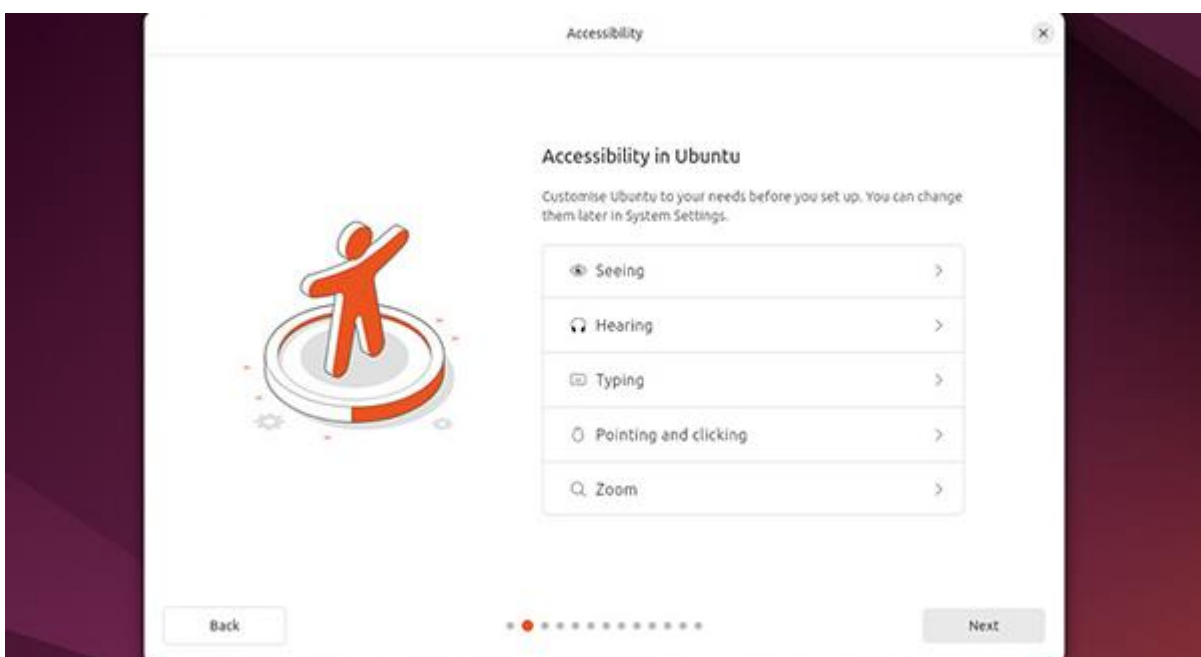 Accessibility
Accessibility in Ubuntu
Customise Ubuntu to your needs before you set up. You can change
them later in System Settings.
Seeing
Hearing
Typing
Pointing and clicking
Zoom
Back
Next